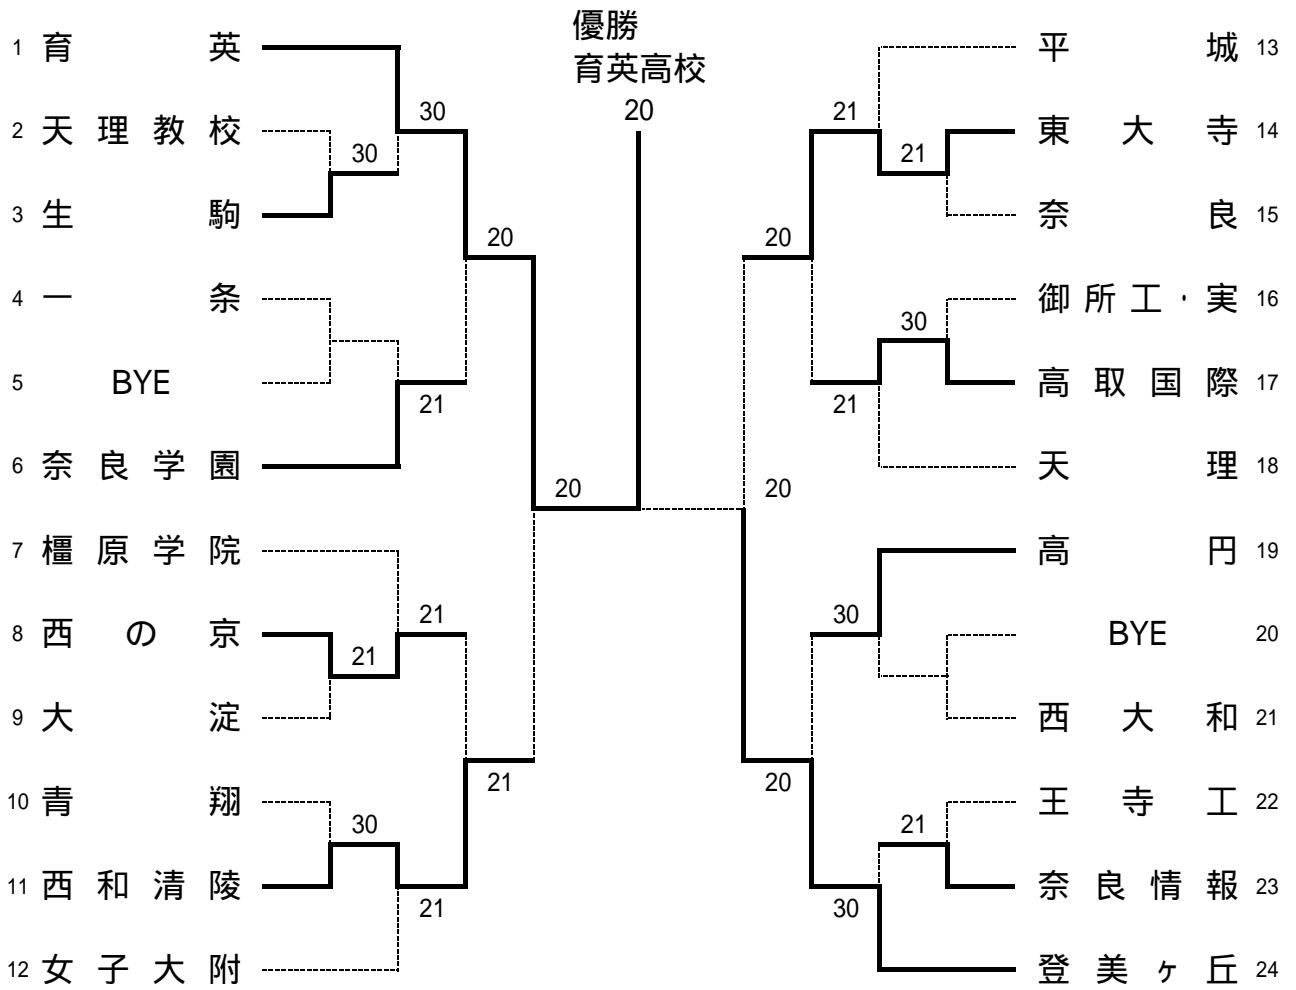 優勝
育英高校
20
1 育英
30
2 天理教校
30
3 生駒
20
4 一条
5 BYE
21
6 奈良学園
20
7 橿原学院
21
8 西の京
21
9 大淀
21
10 青翔
30
11 西和清陵
21
12 女子大附
平城 13
21
東大寺 14
21
奈良 15
20
御所工・実 16
30
高取国際 17
21
天理 18
20
高円 19
30
BYE 20
西大和 21
20
王寺工 22
21
奈良情報 23
30
登美ヶ丘 24